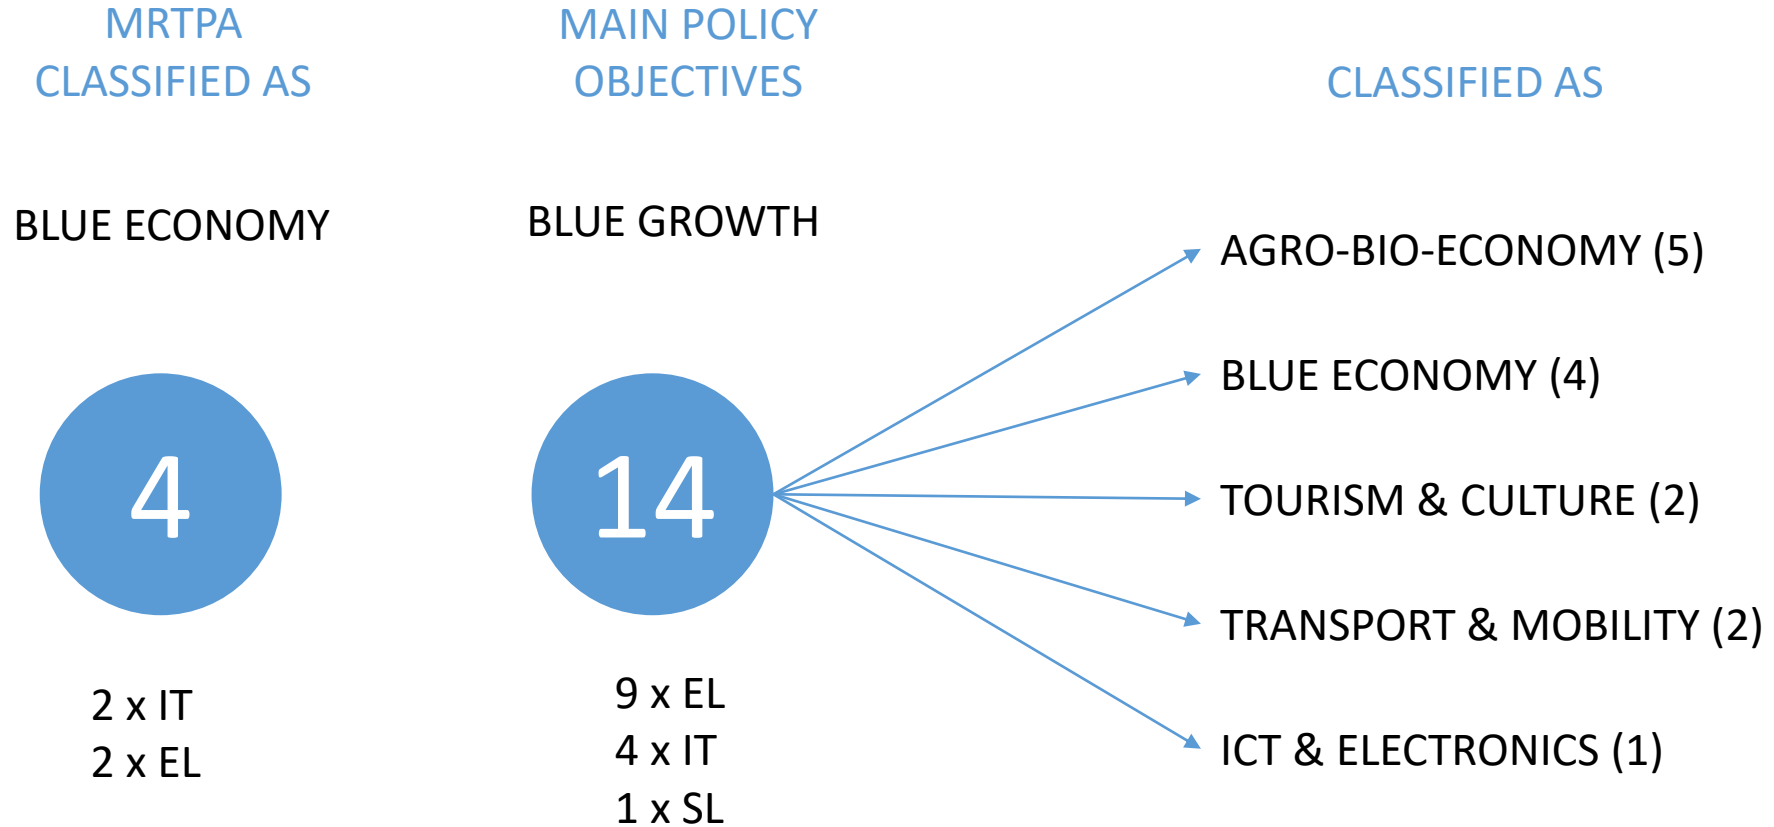 MRTPA
CLASSIFIED AS
BLUE ECONOMY
4
2 x IT
2 x EL
MAIN POLICY
OBJECTIVES
BLUE GROWTH
14
9 x EL
4 x IT
1 x SL
CLASSIFIED AS
AGRO-BIO-ECONOMY (5)
BLUE ECONOMY (4)
TOURISM & CULTURE (2)
TRANSPORT & MOBILITY (2)
ICT & ELECTRONICS (1)